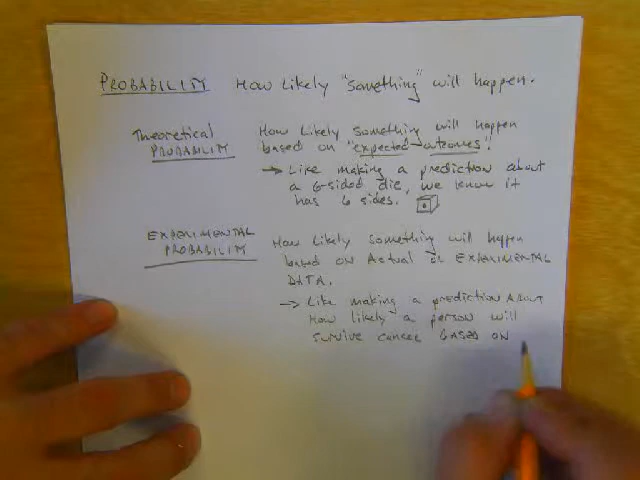 PROBABILITY How Likely "something" will happen.
Theoretical PROBABILITY
How Likely something will happen
based on "expected outcomes".
→ Like making a prediction about
a 6-sided die, we know it
has 6 sides.
EXPERIMENTAL PROBABILITY
How Likely something will happen
based on Actual or EXPERIMENTAL
DATA.
→ Like making a prediction ABOUT
How likely a person will
survive cancer BASED ON